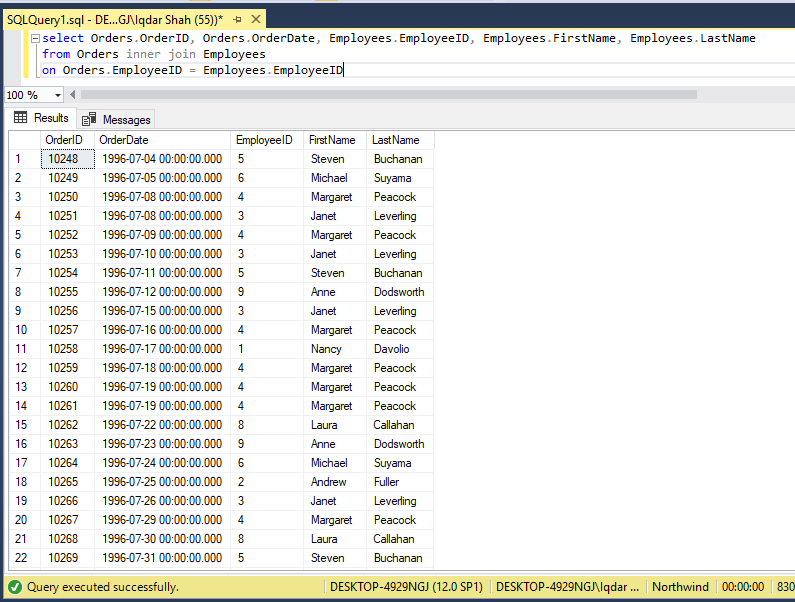 SQLQuery1.sql - DE...GJ\Iqdar Shah (55))*
select Orders.OrderID, Orders.OrderDate, Employees.EmployeeID, Employees.FirstName, Employees.LastName
from Orders inner join Employees
on Orders.EmployeeID = Employees.EmployeeID
100 %
Results Messages
OrderID OrderDate EmployeeID FirstName LastName
1 10248 1996-07-04 00:00:00.000 5 Steven Buchanan
2 10249 1996-07-05 00:00:00.000 6 Michael Suyama
3 10250 1996-07-08 00:00:00.000 4 Margaret Peacock
4 10251 1996-07-08 00:00:00.000 3 Janet Leverling
5 10252 1996-07-09 00:00:00.000 4 Margaret Peacock
6 10253 1996-07-10 00:00:00.000 3 Janet Leverling
7 10254 1996-07-11 00:00:00.000 5 Steven Buchanan
8 10255 1996-07-12 00:00:00.000 9 Anne Dodsworth
9 10256 1996-07-15 00:00:00.000 3 Janet Leverling
10 10257 1996-07-16 00:00:00.000 4 Margaret Peacock
11 10258 1996-07-17 00:00:00.000 1 Nancy Davolio
12 10259 1996-07-18 00:00:00.000 4 Margaret Peacock
13 10260 1996-07-19 00:00:00.000 4 Margaret Peacock
14 10261 1996-07-19 00:00:00.000 4 Margaret Peacock
15 10262 1996-07-22 00:00:00.000 8 Laura Callahan
16 10263 1996-07-23 00:00:00.000 9 Anne Dodsworth
17 10264 1996-07-24 00:00:00.000 6 Michael Suyama
18 10265 1996-07-25 00:00:00.000 2 Andrew Fuller
19 10266 1996-07-26 00:00:00.000 3 Janet Leverling
20 10267 1996-07-29 00:00:00.000 4 Margaret Peacock
21 10268 1996-07-30 00:00:00.000 8 Laura Callahan
22 10269 1996-07-31 00:00:00.000 5 Steven Buchanan
Query executed successfully. DESKTOP-4929NGJ (12.0 SP1) DESKTOP-4929NGJ\Iqdar ... Northwind 00:00:00 830